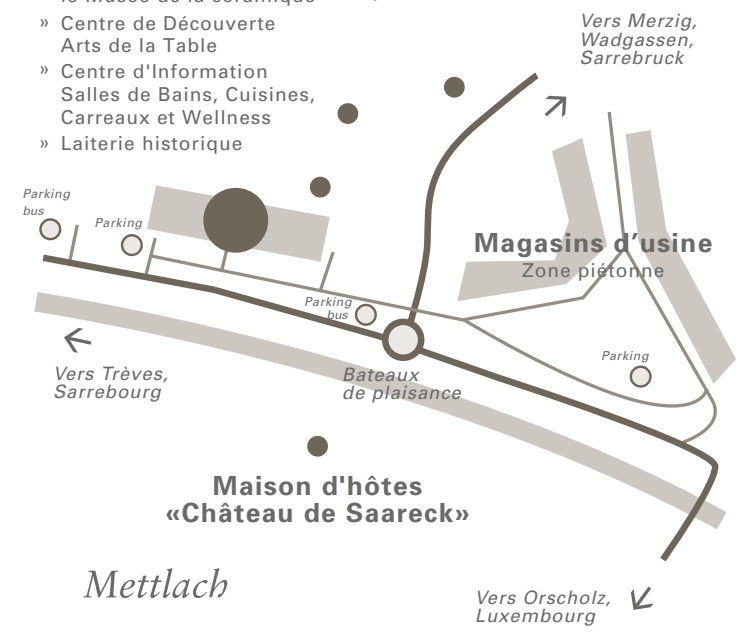 » Centre de Découverte
Arts de la Table
» Centre d'Information
Salles de Bains, Cuisines,
Carreaux et Wellness
» Laiterie historique
Vers Merzig,
Wadgassen,
Sarrebruck
Parking
bus
Parking
Magasins d’usine
Zone piétonne
Parking
bus
Parking
Bateaux
de plaisance
Vers Trèves,
Sarrebourg
Maison d'hôtes
«Château de Saareck»
Mettlach
Vers Orscholz,
Luxembourg